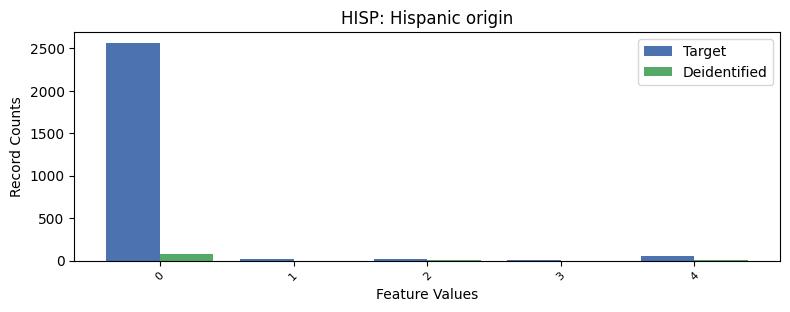 HISP: Hispanic origin
Target
Deidentified
Record Counts
2500
2000
1500
1000
500
0
0
1
2
3
4
Feature Values